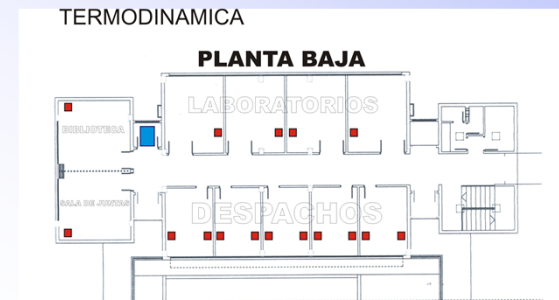 TERMODINAMICA
PLANTA BAJA
LABORATORIOS
BIBLIOTECA
SALA DE JUNTAS
DESPACHOS